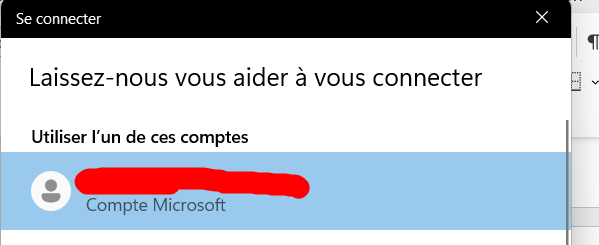 Se connecter
Laissez-nous vous aider à vous connecter
Utiliser l'un de ces comptes
Compte Microsoft